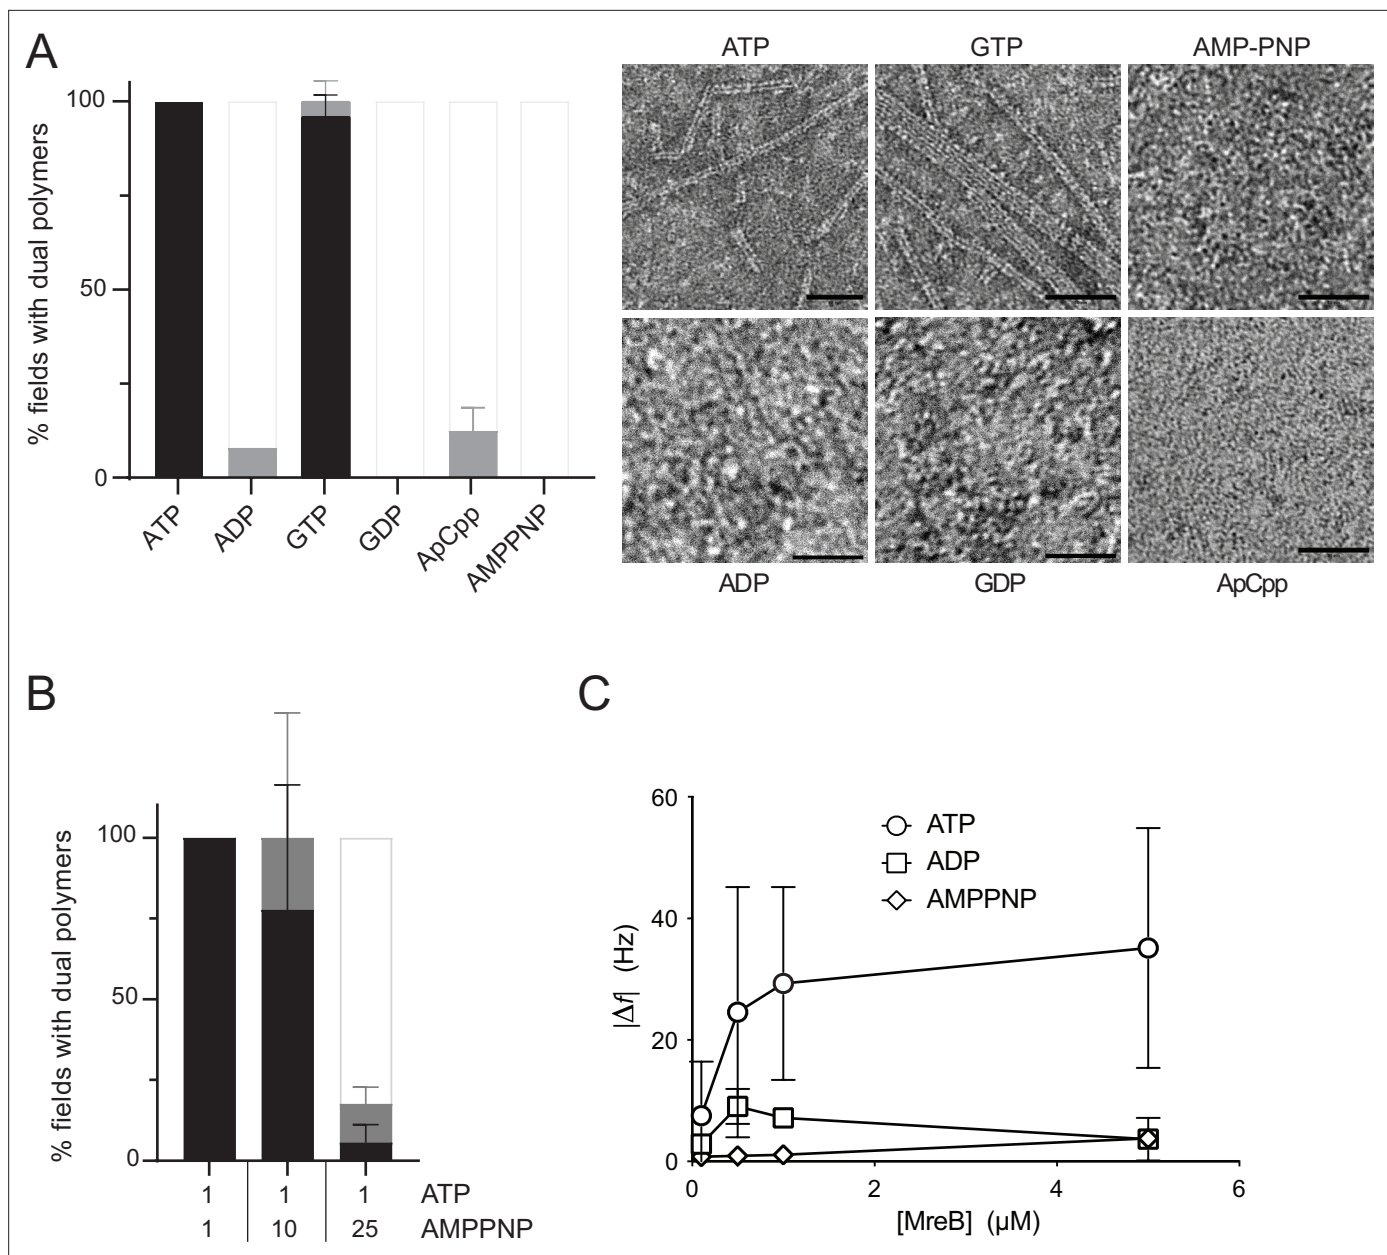 A
% fields with dual polymers
100
50
0
ATP
ADP
GTP
GDP
ApCpp
AMPPNP
ATP
GTP
AMP-PNP
ADP
GDP
ApCpp
B
% fields with dual polymers
100
50
0
1 1 1 ATP
1 10 25 AMPPNP
C
|Δf| (Hz)
60
40
20
0
ATP
ADP
AMPPNP
0 2 4 6
[MreB] (µM)